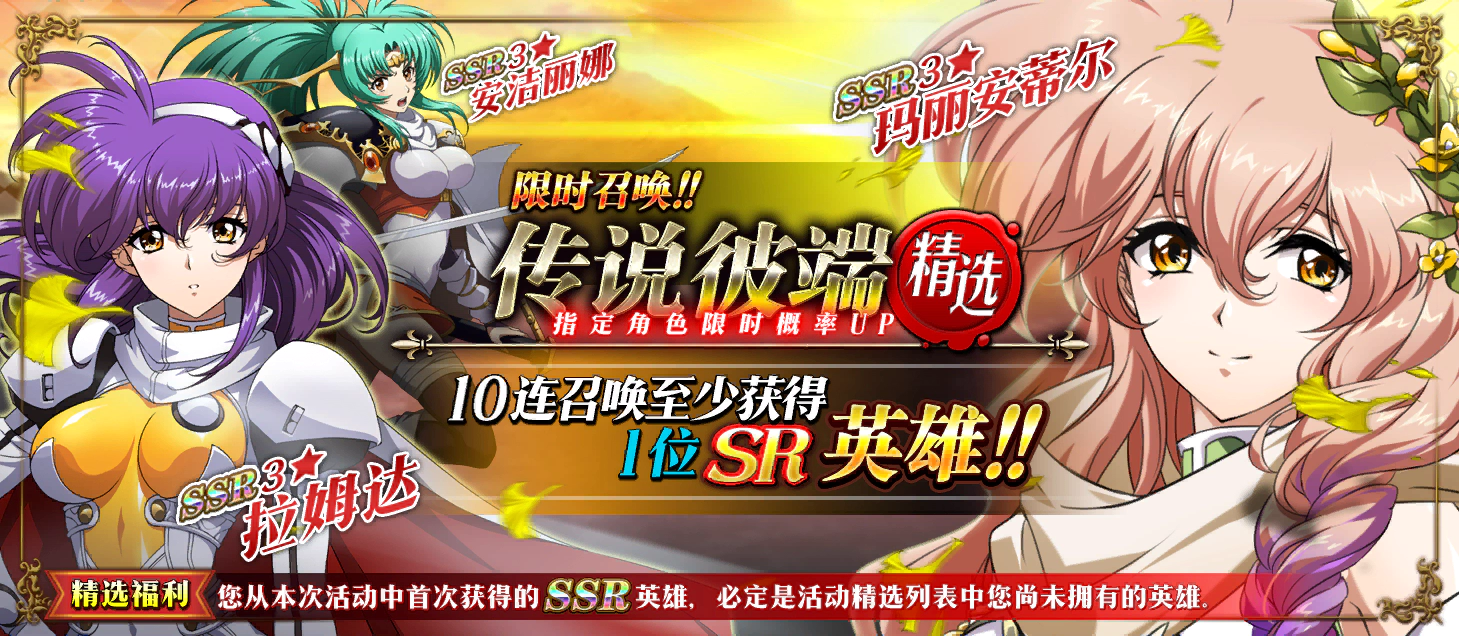 SSR3★
安洁丽娜
SSR3★
玛丽安蒂尔
限时召唤!!
传说彼端 精选
指定角色限时概率UP
10连召唤至少获得
1位SR英雄!!
SSR3★
拉姆达
精选福利 您从本次活动中首次获得的SSR英雄，必定是活动精选列表中您尚未拥有的英雄。